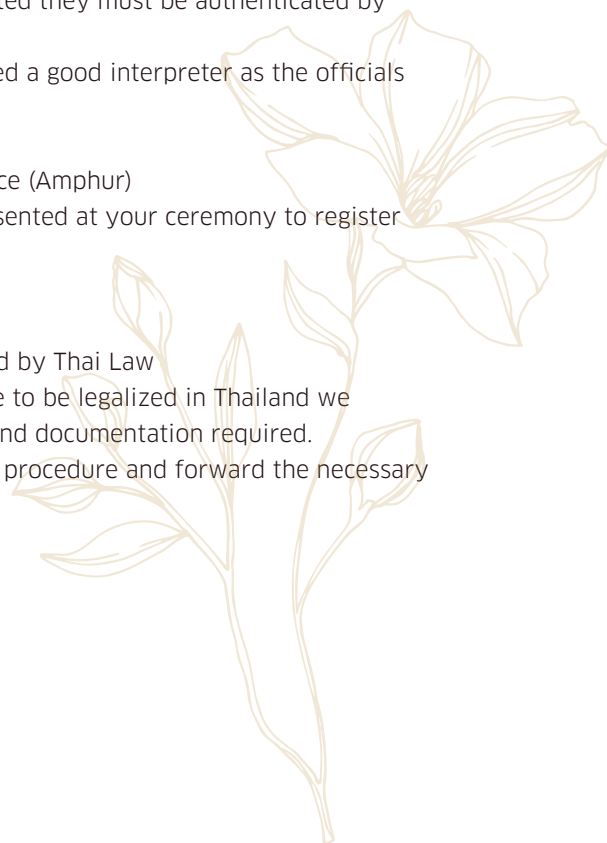 ted they must be authenticated by
ed a good interpreter as the officials
ce (Amphur)
sented at your ceremony to register
d by Thai Law
e to be legalized in Thailand we
nd documentation required.
procedure and forward the necessary